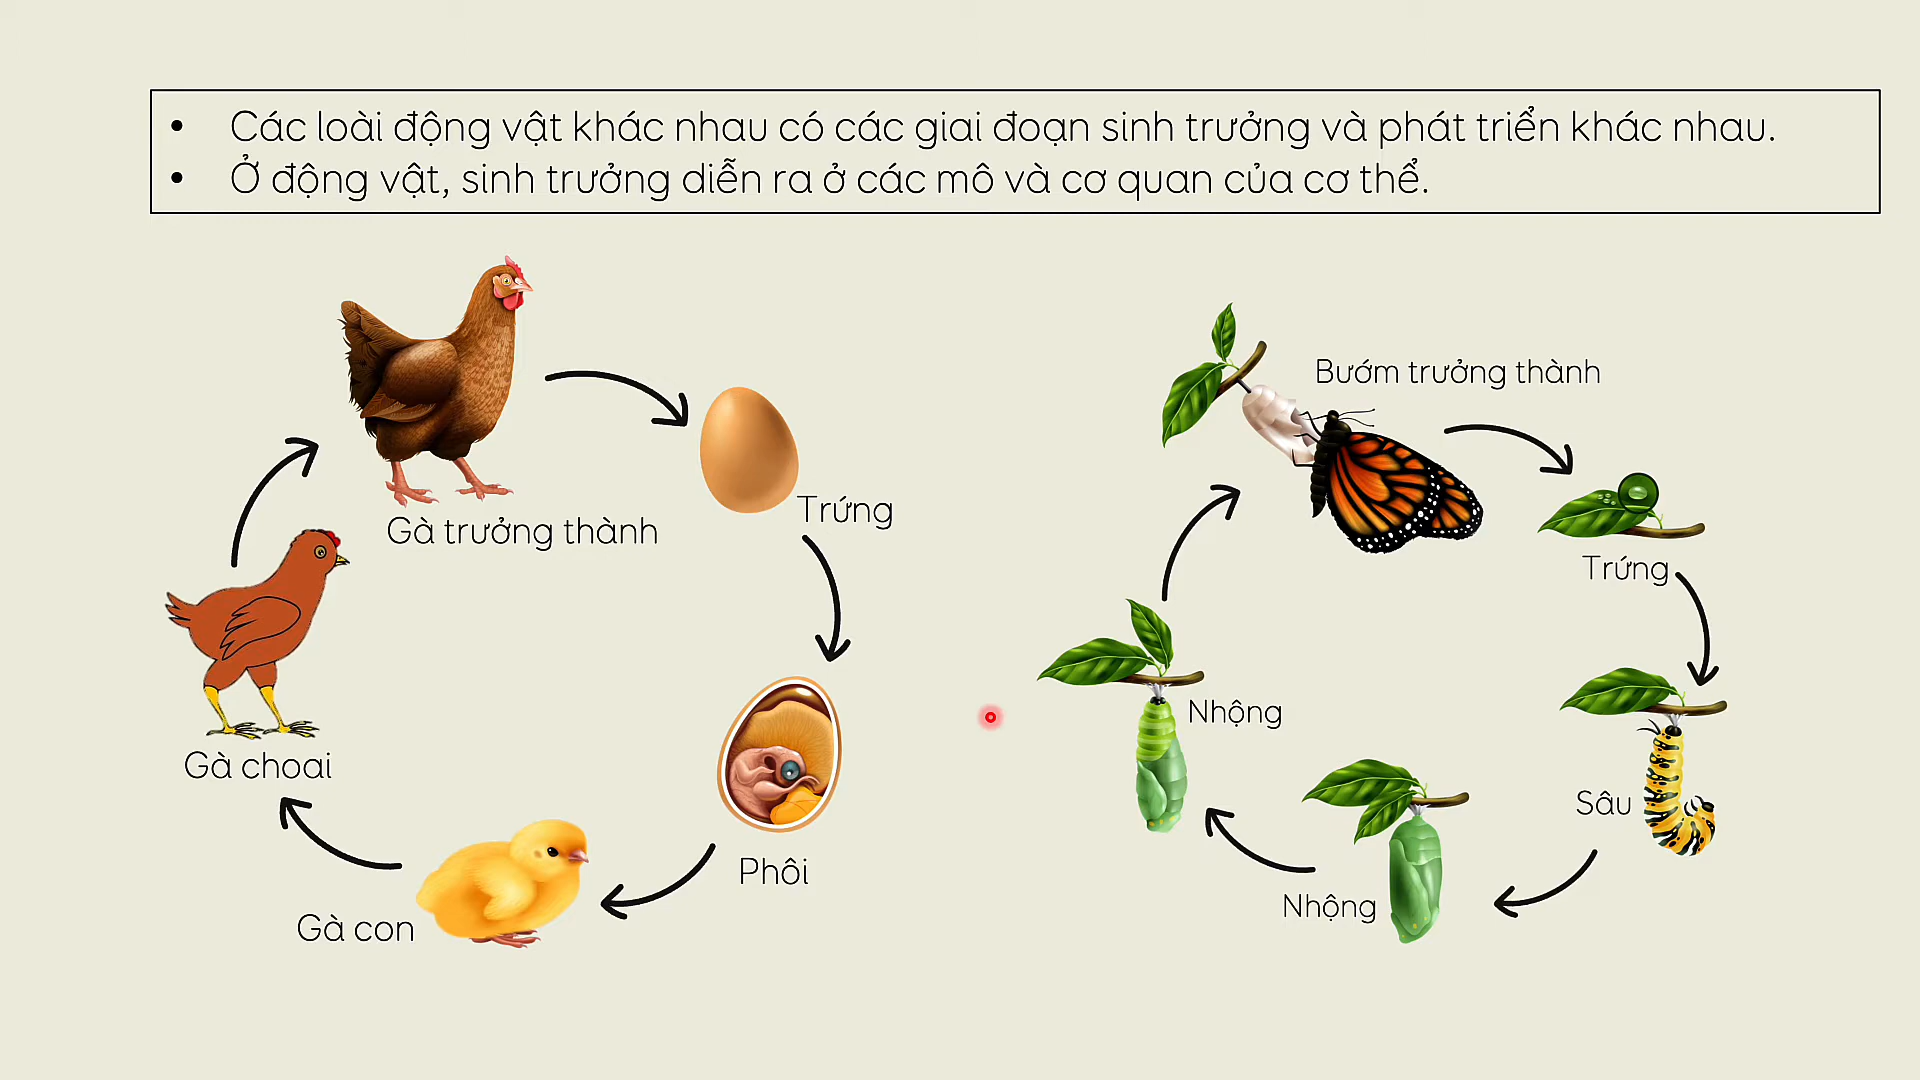 • Các loài động vật khác nhau có các giai đoạn sinh trưởng và phát triển khác nhau.
• Ở động vật, sinh trưởng diễn ra ở các mô và cơ quan của cơ thể.
Gà trưởng thành
Trứng
Phôi
Gà con
Gà choai
Bướm trưởng thành
Trứng
Sâu
Nhộng
Nhộng